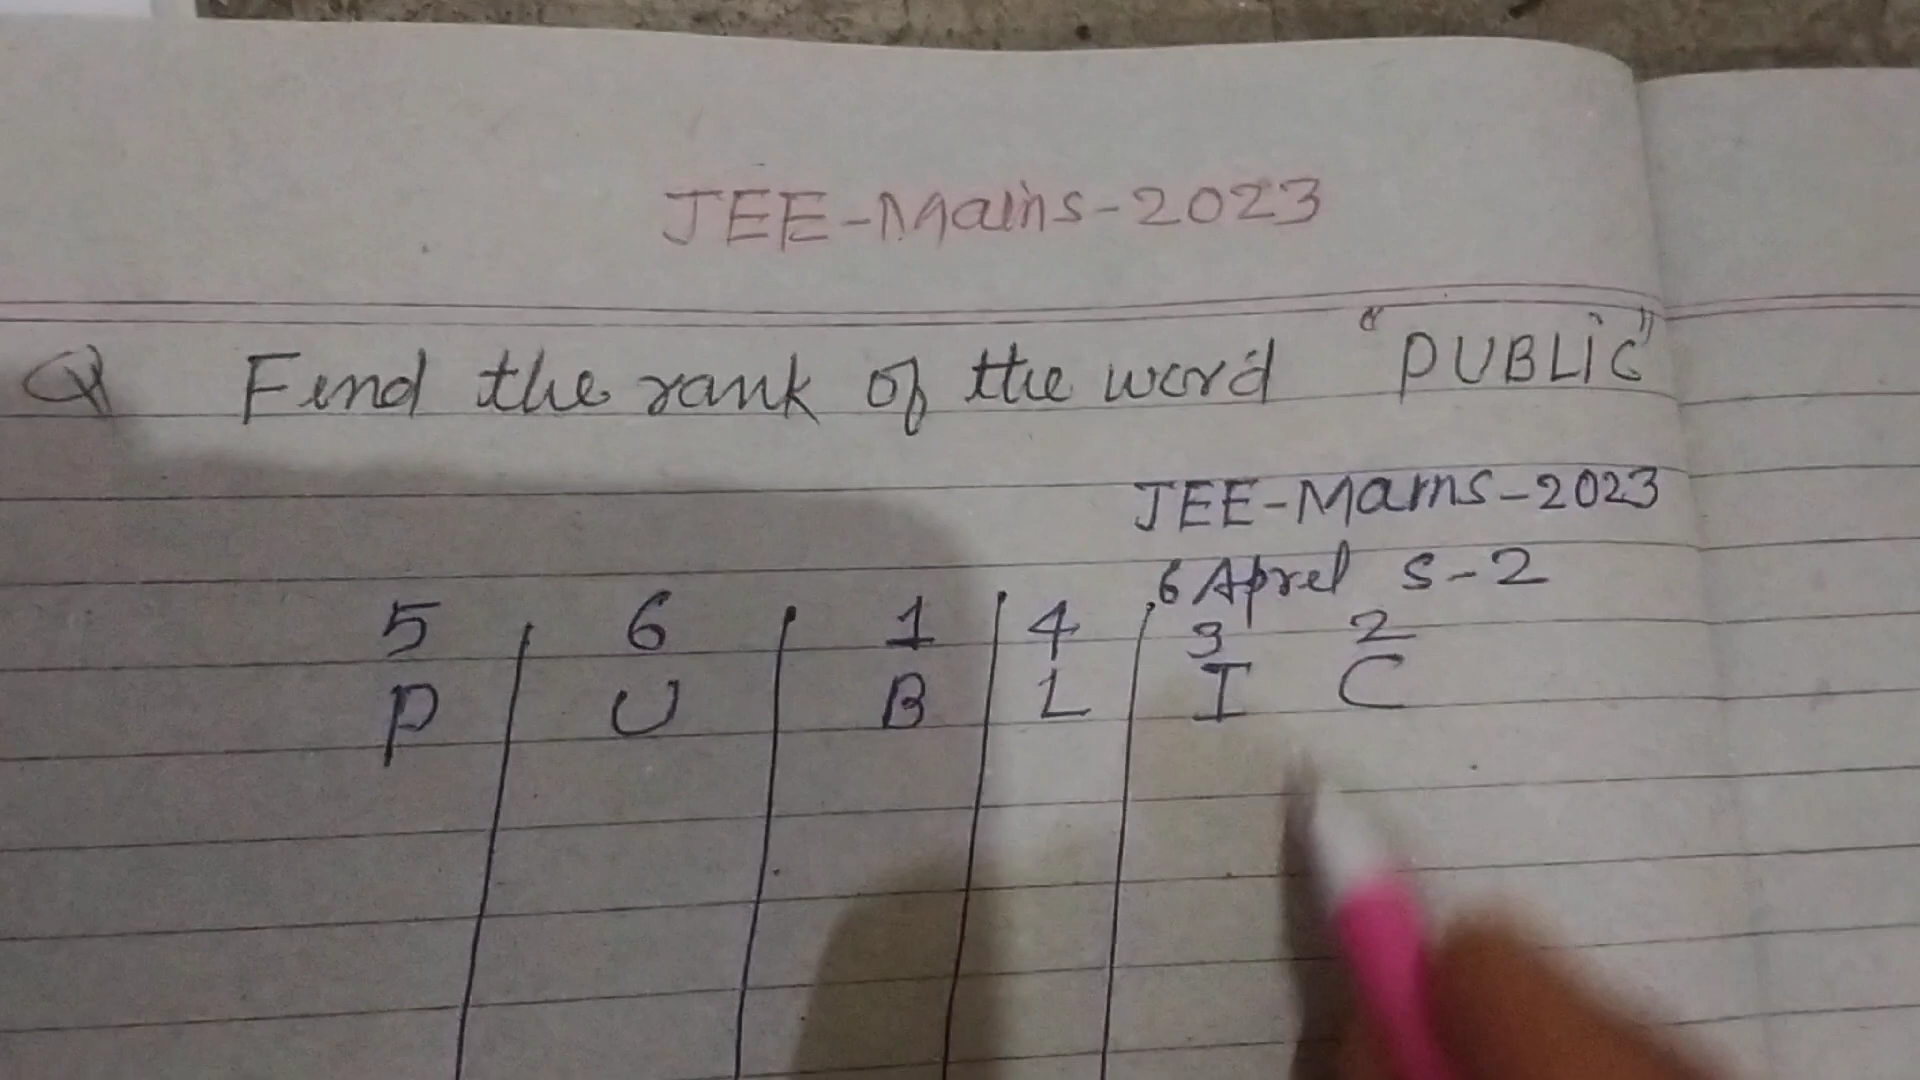 JEE-Mains-2023
Q Find the rank of the word "PUBLiC"
JEE-Mains-2023
6 Aprel S-2
5 6 1 4 3 2
P U B L I C